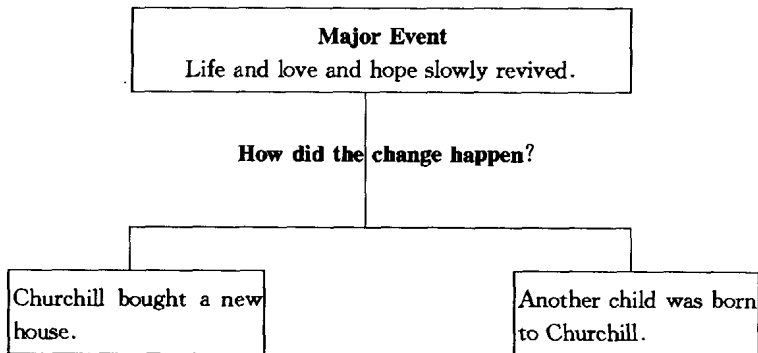 Major Event
Life and love and hope slowly revived.
How did the change happen?
Churchill bought a new
house.
Another child was born
to Churchill.